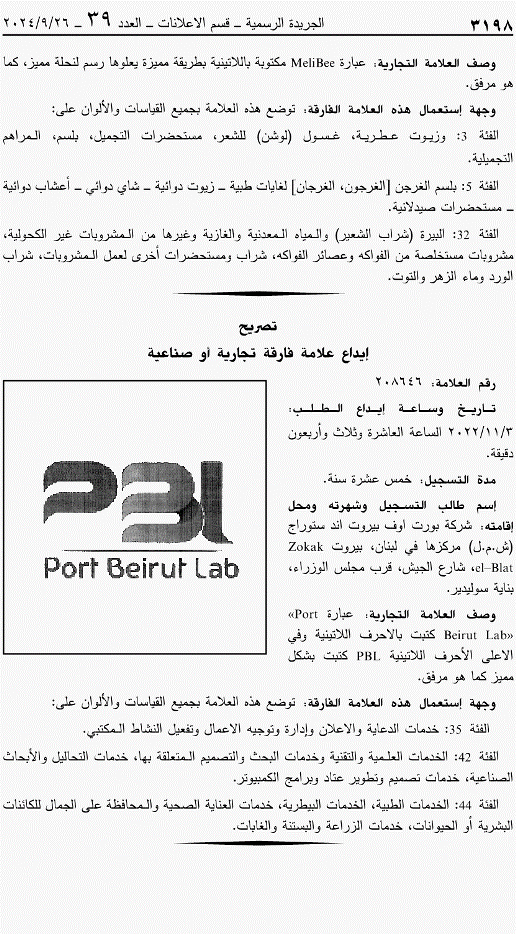 ٣١٩٨ الجريدة الرسمية ــ قسم الاعلانات ــ العدد ٣٩ ــ ٢٠٢٤/٩/٢٦
وصف العلامة التجارية: عبارة MeliBee مكتوبة باللاتينية بطريقة مميزة يعلوها رسم لنحلة مميز، كما
هو مرفق.
وجهة إستعمال هذه العلامة الفارقة: توضع هذه العلامة بجميع القياسات والألوان على:
الفئة 3: وزيوت عطرية، غسول (لوشن) للشعر، مستحضرات التجميل، بلسم، المراهم
التجميلية.
الفئة 5: بلسم الغرجن [الغرجون، الغرجان] لغايات طبية ــ زيوت دوائية ــ شاي دوائي ــ أعشاب دوائية
ــ مستحضرات صيدلانية.
الفئة 32: البيرة (شراب الشعير) والمياه المعدنية والغازية وغيرها من المشروبات غير الكحولية،
مشروبات مستخلصة من الفواكه وعصائر الفواكه، شراب ومستحضرات أخرى لعمل المشروبات، شراب
الورد وماء الزهر والتوت.
تصريح
إيداع علامة فارقة تجارية أو صناعية
رقم العلامة: ٢٠٨٦٤٦
تاريخ وساعة إيداع الطلب:
٢٠٢٢/١١/٣ الساعة العاشرة وثلاث وأربعون
دقيقة.
مدة التسجيل: خمس عشرة سنة.
إسم طالب التسجيل وشهرته ومحل
إقامته: شركة بورت اوف بيروت اند ستوراج
(ش.م.ل) مركزها في لبنان، بيروت Zokak
el–Blat، شارع الجيش، قرب مجلس الوزراء،
بناية سوليدير.
وصف العلامة التجارية: عبارة «Port
Beirut Lab» كتبت بالاحرف اللاتينية وفي
الاعلى الأحرف اللاتينية PBL كتبت بشكل
مميز كما هو مرفق.
PBL
Port Beirut Lab
وجهة إستعمال هذه العلامة الفارقة: توضع هذه العلامة بجميع القياسات والألوان على:
الفئة 35: خدمات الدعاية والاعلان وإدارة وتوجيه الاعمال وتفعيل النشاط المكتبي.
الفئة 42: الخدمات العلمية والتقنية وخدمات البحث والتصميم المتعلقة بها، خدمات التحاليل والأبحاث
الصناعية، خدمات تصميم وتطوير عتاد وبرامج الكمبيوتر.
الفئة 44: الخدمات الطبية، الخدمات البيطرية، خدمات العناية الصحية والمحافظة على الجمال للكائنات
البشرية أو الحيوانات، خدمات الزراعة والبستنة والغابات.